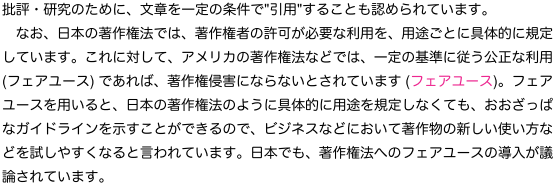 批評・研究のために、文章を一定の条件で"引用"することも認められています。
　なお、日本の著作権法では、著作権者の許可が必要な利用を、用途ごとに具体的に規定
しています。これに対して、アメリカの著作権法などでは、一定の基準に従う公正な利用
(フェアユース) であれば、著作権侵害にならないとされています (フェアユース)。フェア
ユースを用いると、日本の著作権法のように具体的に用途を規定しなくても、おおざっぱ
なガイドラインを示すことができるので、ビジネスなどにおいて著作物の新しい使い方な
どを試しやすくなると言われています。日本でも、著作権法へのフェアユースの導入が議
論されています。